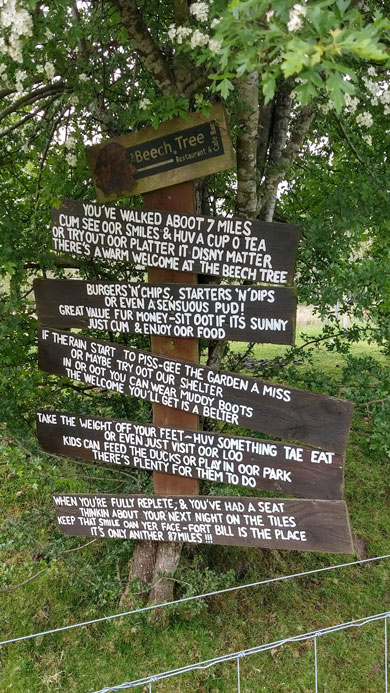 Beech Tree
Restaurant & Café Bar
YOU'VE WALKED ABOOT 7 MILES
CUM SEE OOR SMILES & HUV A CUP O TEA
OR TRY OUT OOR PLATTER IT DISNY MATTER
THERE'S A WARM WELCOME AT THE BEECH TREE
BURGERS 'N' CHIPS, STARTERS 'N' DIPS
OR EVEN A SENSUOUS PUD!
GREAT VALUE FUR MONEY-SIT OOT IF ITS SUNNY
JUST CUM & ENJOY OOR FOOD
IF THE RAIN START TO PISS-GEE THE GARDEN A MISS
OR MAYBE TRY OOT OUR SHELTER
IN OR OOT YOU CAN WEAR MUDDY BOOTS
THE WELCOME YOU'LL GET IS A BELTER
TAKE THE WEIGHT OFF YOUR FEET~HUV SOMETHING TAE EAT
OR EVEN JUST VISIT OOR LOO
KIDS CAN FEED THE DUCKS OR PLAY IN OOR PARK
THERE'S PLENTY FOR THEM TO DO
WHEN YOU'RE FULLY REPLETE, & YOU'VE HAD A SEAT
THINKIN ABOUT YOUR NEXT NIGHT ON THE TILES
KEEP THAT SMILE OAN YER FACE-FORT BILL IS THE PLACE
IT'S ONLY ANITHER 87 MILES !!!